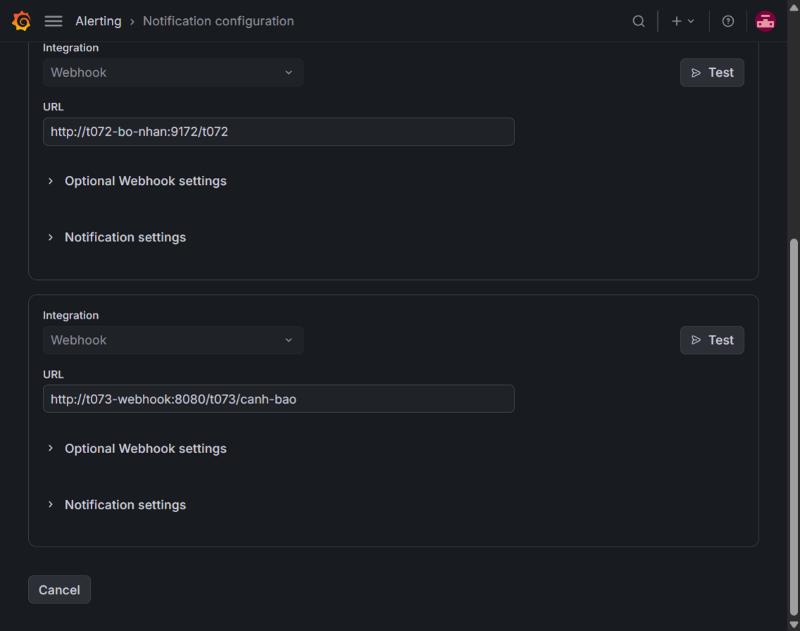 Alerting › Notification configuration
Integration
Webhook
Test
URL
http://t072-bo-nhan:9172/t072
Optional Webhook settings
Notification settings
Integration
Webhook
Test
URL
http://t073-webhook:8080/t073/canh-bao
Optional Webhook settings
Notification settings
Cancel